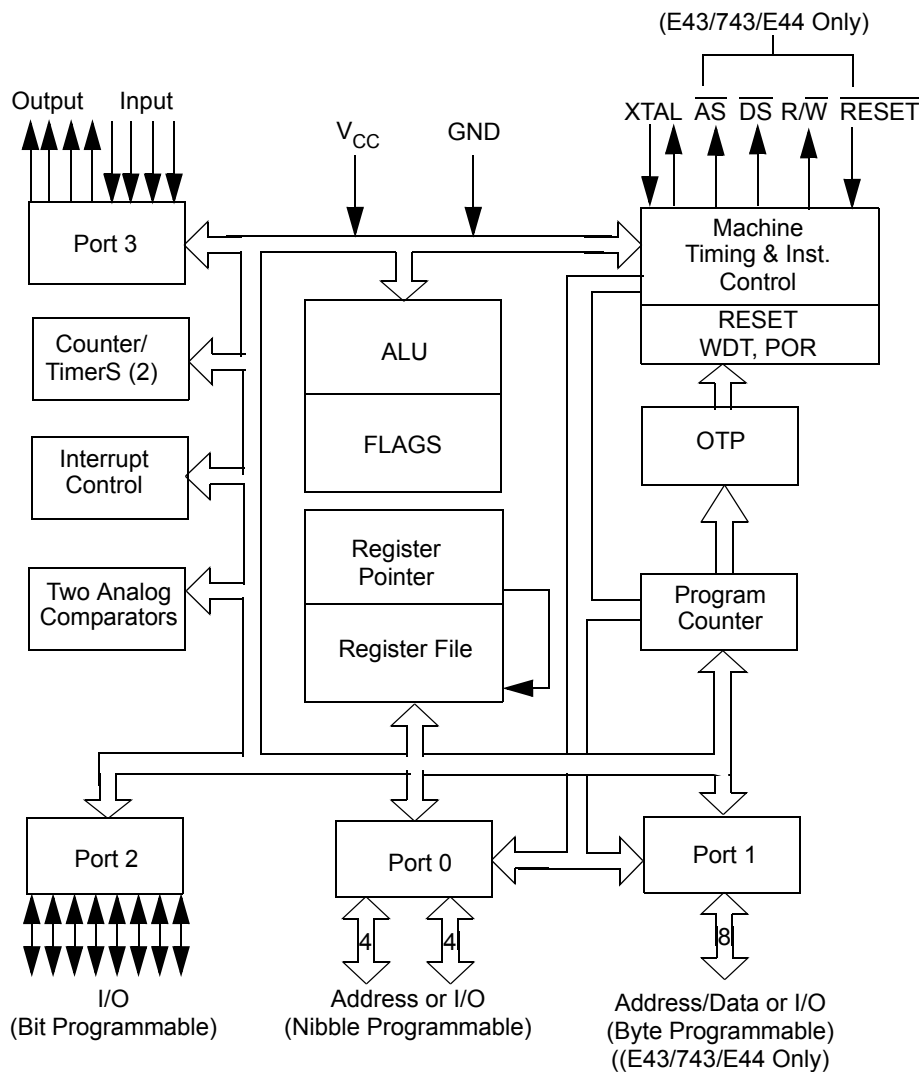 (E43/743/E44 Only)
Output Input
XTAL AS DS R/W RESET
VCC GND
Port 3
Machine
Timing & Inst.
Control
RESET
WDT, POR
Counter/
TimerS (2)
ALU
FLAGS
OTP
Interrupt
Control
Register
Pointer
Register File
Two Analog
Comparators
Program
Counter
Port 2
Port 0
Port 1
4 4 8
I/O
(Bit Programmable)
Address or I/O
(Nibble Programmable)
Address/Data or I/O
(Byte Programmable)
((E43/743/E44 Only)